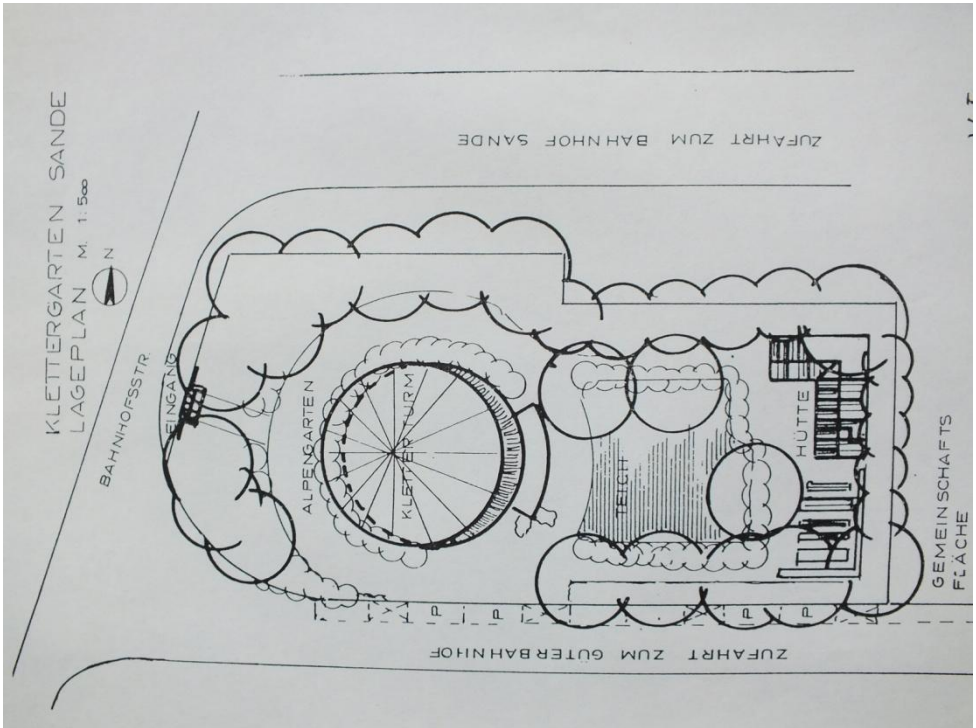 KLETTERGARTEN SANDE
LAGEPLAN M. 1:500
N
BAHNHOFSSTR.
EINGANG
ALPENGARTEN
KLETTERTURM
TEICH
HÜTTE
GEMEINSCHAFTS
FLÄCHE
ZUFAHRT ZUM BAHNHOF SANDE
P
P
P
P
ZUFAHRT ZUM GÜTERBAHNHOF